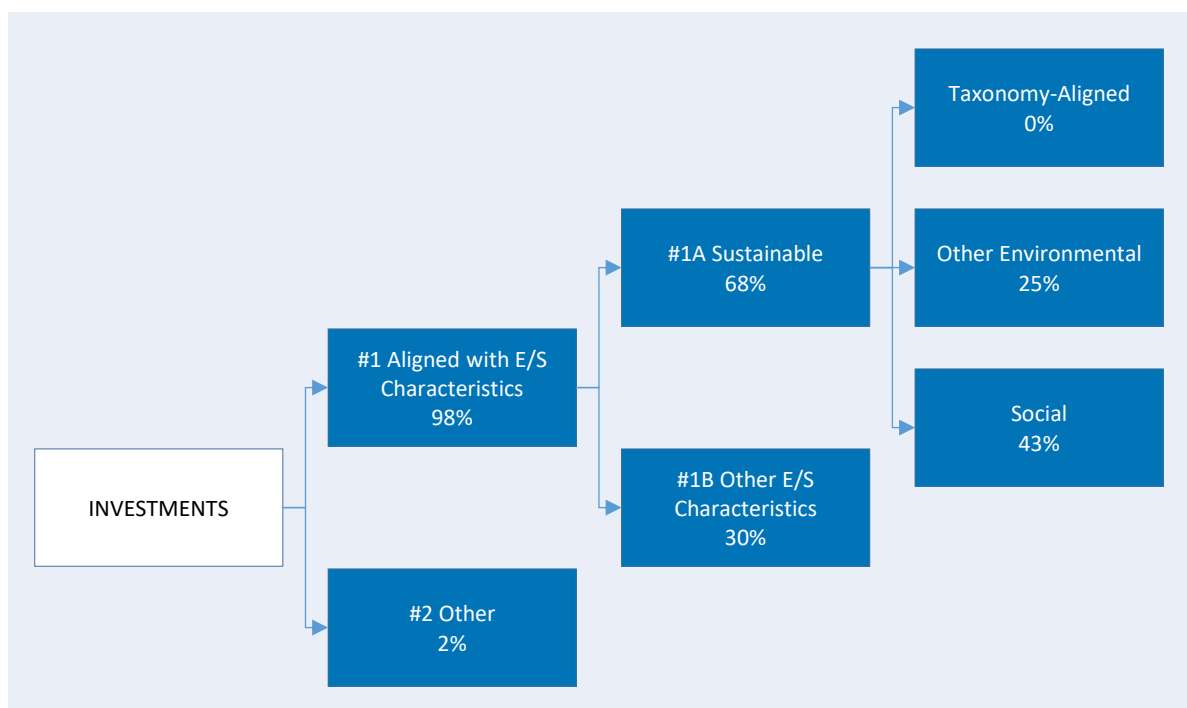 Taxonomy-Aligned
0%
#1A Sustainable
68%
Other Environmental
25%
#1 Aligned with E/S
Characteristics
98%
Social
43%
INVESTMENTS
#1B Other E/S
Characteristics
30%
#2 Other
2%